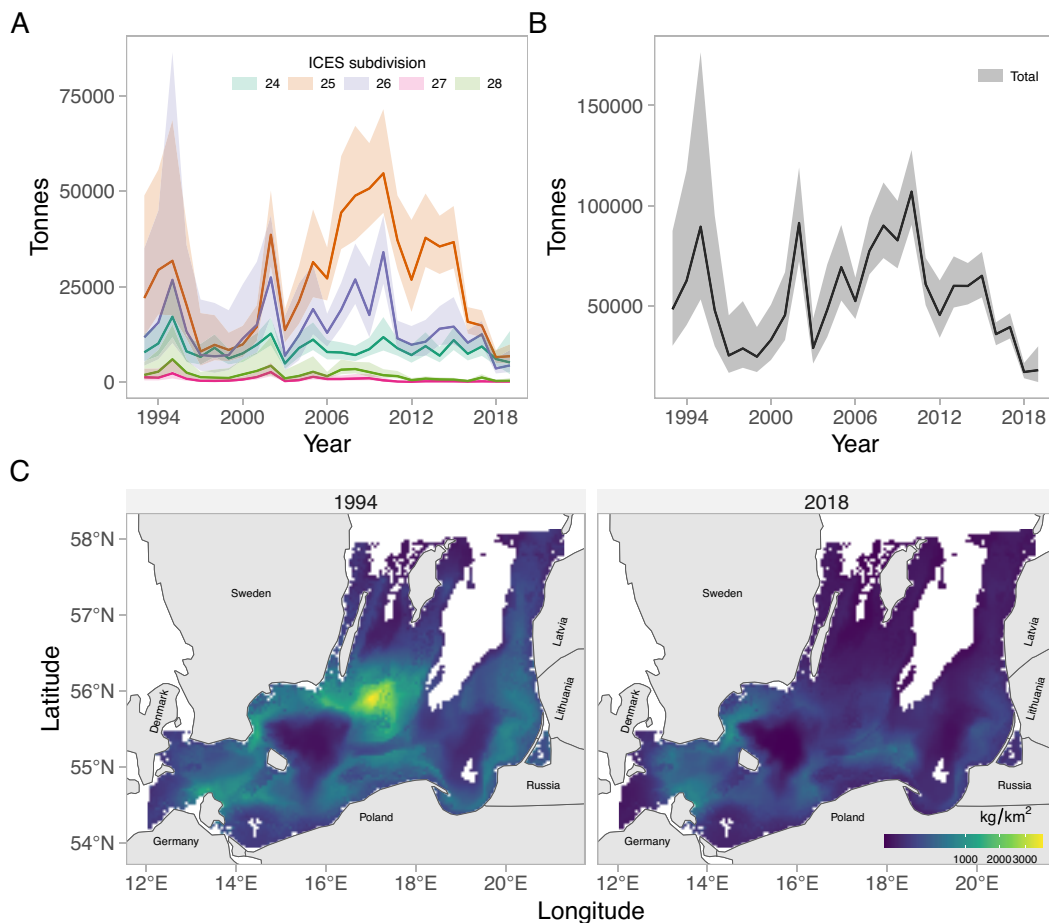 A
B
ICES subdivision
24 25 26 27 28
Total
Tonnes
75000
50000
25000
0
1994 2000 2006 2012 2018
Year
Tonnes
150000
100000
50000
1994 2000 2006 2012 2018
Year
C
1994
2018
Latitude
58°N
57°N
56°N
55°N
54°N
Sweden
Denmark
Latvia
Lithuania
Russia
Poland
Germany
Sweden
Denmark
Latvia
Lithuania
Russia
Poland
Germany
kg/km²
1000 2000 3000
12°E 14°E 16°E 18°E 20°E
12°E 14°E 16°E 18°E 20°E
Longitude